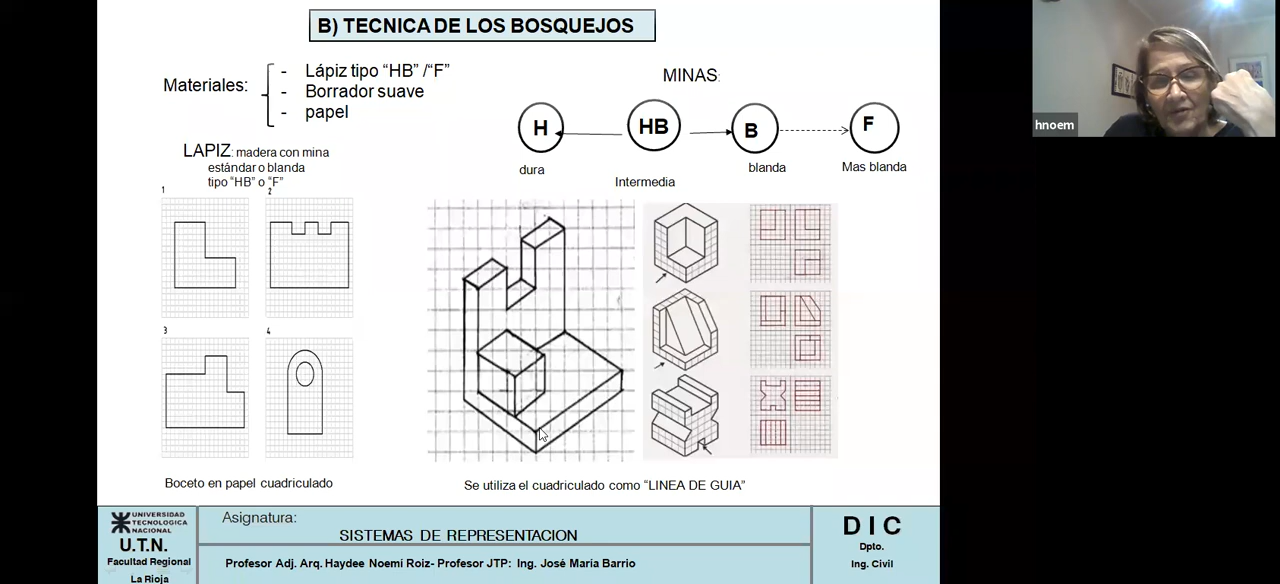 B) TECNICA DE LOS BOSQUEJOS
Materiales:
- Lápiz tipo “HB” /“F”
- Borrador suave
- papel
MINAS:
H
HB
B
F
dura
Intermedia
blanda
Mas blanda
LAPIZ: madera con mina
estándar o blanda
tipo “HB” o “F”
1
2
3
4
Boceto en papel cuadriculado
Se utiliza el cuadriculado como “LINEA DE GUIA”
hnoem
UNIVERSIDAD
TECNOLOGICA
NACIONAL
U.T.N.
Facultad Regional
La Rioja
Asignatura:
SISTEMAS DE REPRESENTACION
Profesor Adj. Arq. Haydee Noemí Roiz- Profesor JTP: Ing. José María Barrio
D I C
Dpto.
Ing. Civil